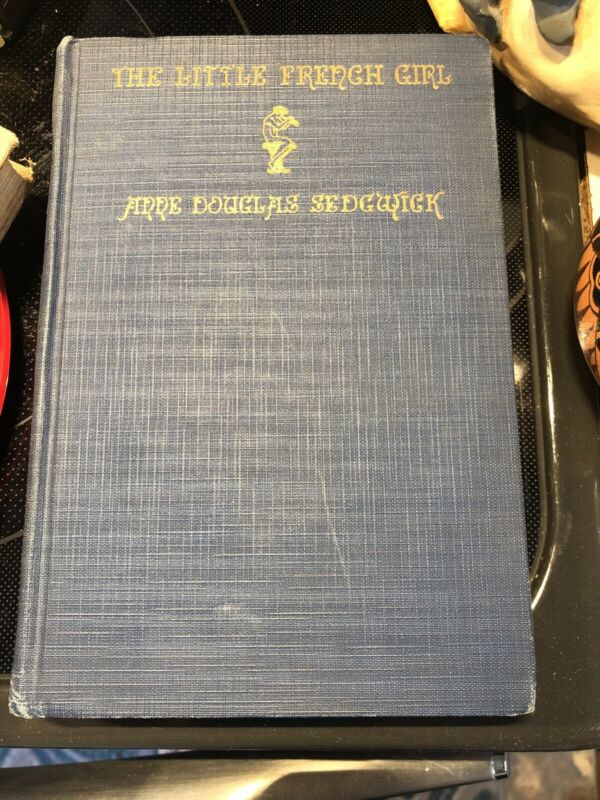 THE LITTLE FRENCH GIRL
ANNE DOUGLAS SEDGWICK